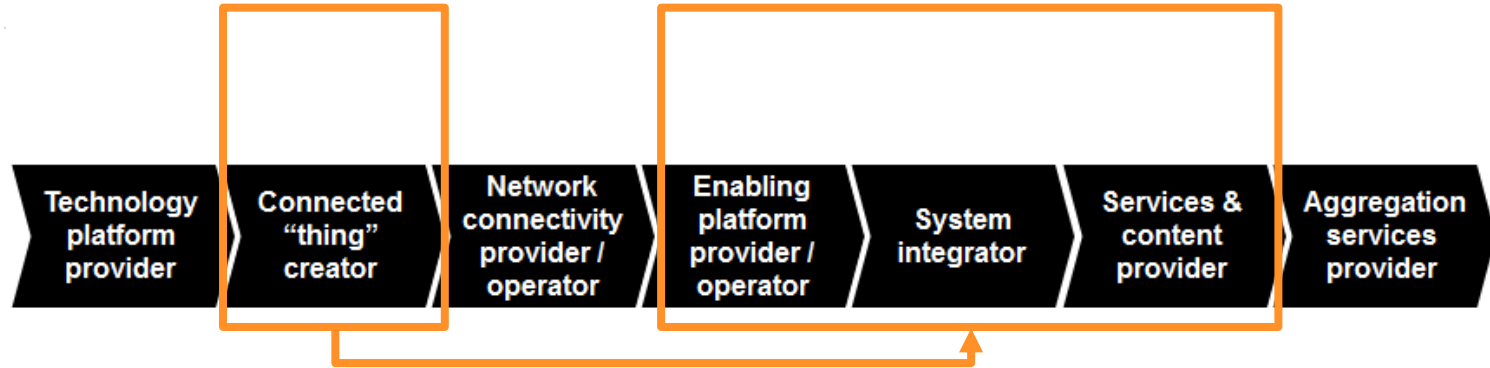 Technology
platform
provider
Connected
“thing”
creator
Network
connectivity
provider /
operator
Enabling
platform
provider /
operator
System
integrator
Services &
content
provider
Aggregation
services
provider